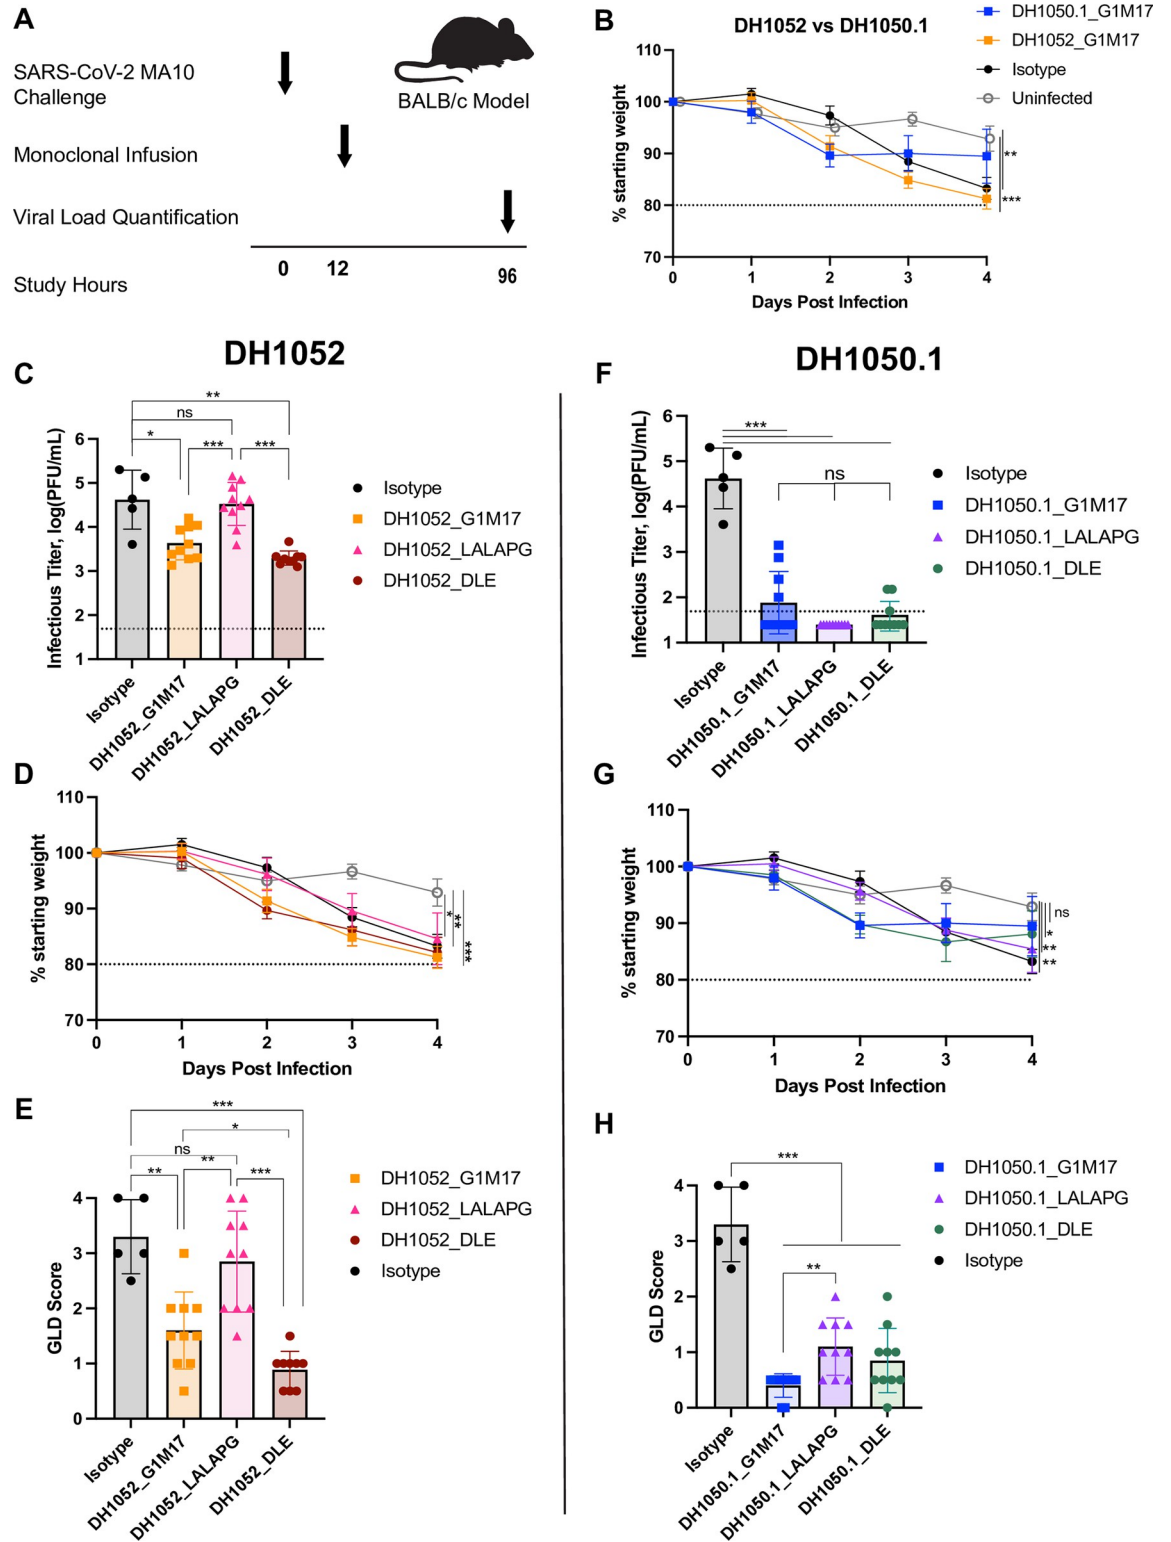 A
SARS-CoV-2 MA10
Challenge
BALB/c Model
Monoclonal Infusion
Viral Load Quantification
0
12
96
Study Hours
B
DH1052 vs DH1050.1
DH1050.1_G1M17
DH1052_G1M17
Isotype
Uninfected
% starting weight
110
100
90
80
70
**
***
0
1
2
3
4
Days Post Infection
DH1052
C
**
ns
*
***
***
Infectious Titer, log(PFU/mL)
6
5
4
3
2
1
Isotype
DH1052_G1M17
DH1052_LALAPG
DH1052_DLE
Isotype
DH1052_G1M17
DH1052_LALAPG
DH1052_DLE
D
% starting weight
110
100
90
80
70
*
**
***
0
1
2
3
4
Days Post Infection
E
***
*
ns
**
**
***
GLD Score
4
3
2
1
0
Isotype
DH1052_G1M17
DH1052_LALAPG
DH1052_DLE
DH1052_G1M17
DH1052_LALAPG
DH1052_DLE
Isotype
DH1050.1
F
***
ns
Infectious Titer, log(PFU/mL)
6
5
4
3
2
1
Isotype
DH1050.1_G1M17
DH1050.1_LALAPG
DH1050.1_DLE
Isotype
DH1050.1_G1M17
DH1050.1_LALAPG
DH1050.1_DLE
G
% starting weight
110
100
90
80
70
ns
*
**
**
0
1
2
3
4
Days Post Infection
H
***
**
GLD Score
4
3
2
1
0
Isotype
DH1050.1_G1M17
DH1050.1_LALAPG
DH1050.1_DLE
DH1050.1_G1M17
DH1050.1_LALAPG
DH1050.1_DLE
Isotype